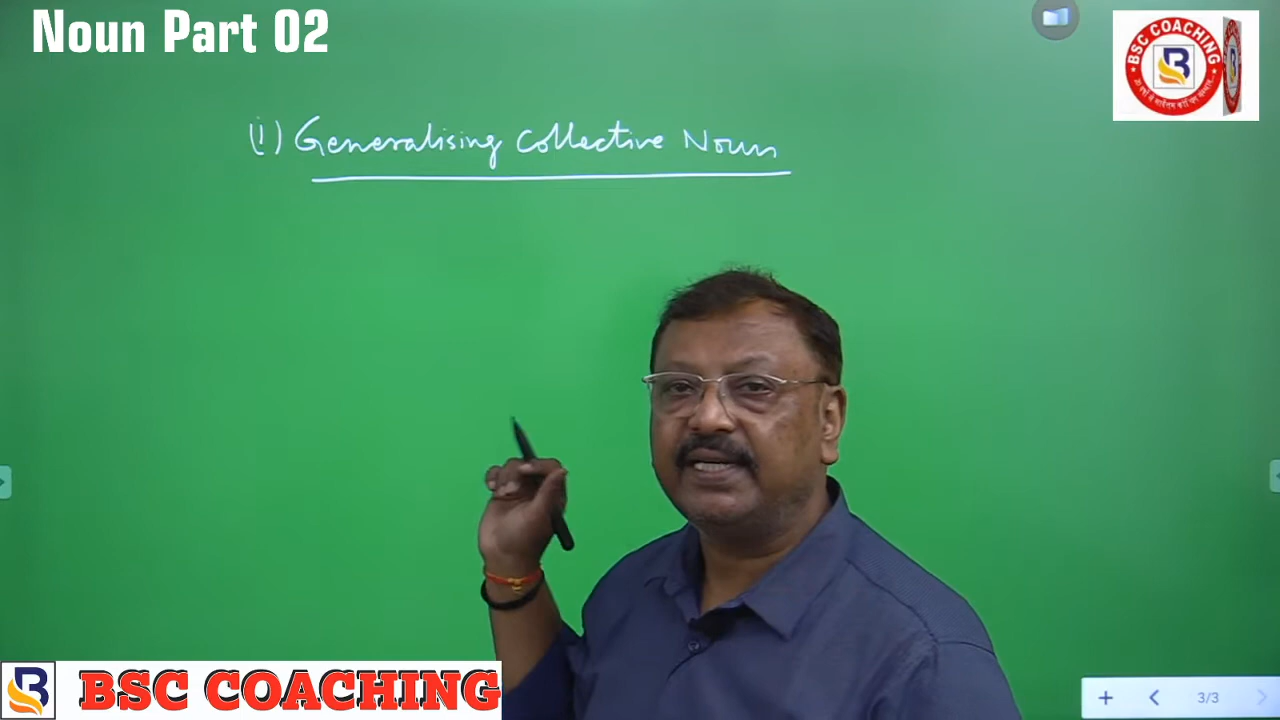 Noun Part 02
BSC COACHING
(i) Generalising Collective Noun
BSC COACHING
3/3